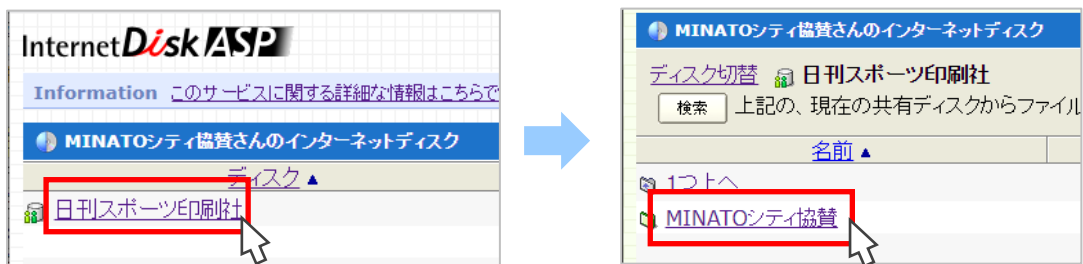 InternetDisk ASP
Information このサービスに関する詳細な情報はこちらで
MINATOシティ協賛さんのインターネットディスク
ディスク▲
日刊スポーツ印刷社
MINATOシティ協賛さんのインターネットディスク
ディスク切替 日刊スポーツ印刷社
検索 上記の、現在の共有ディスクからファイル
名前▲
1つ上へ
MINATOシティ協賛